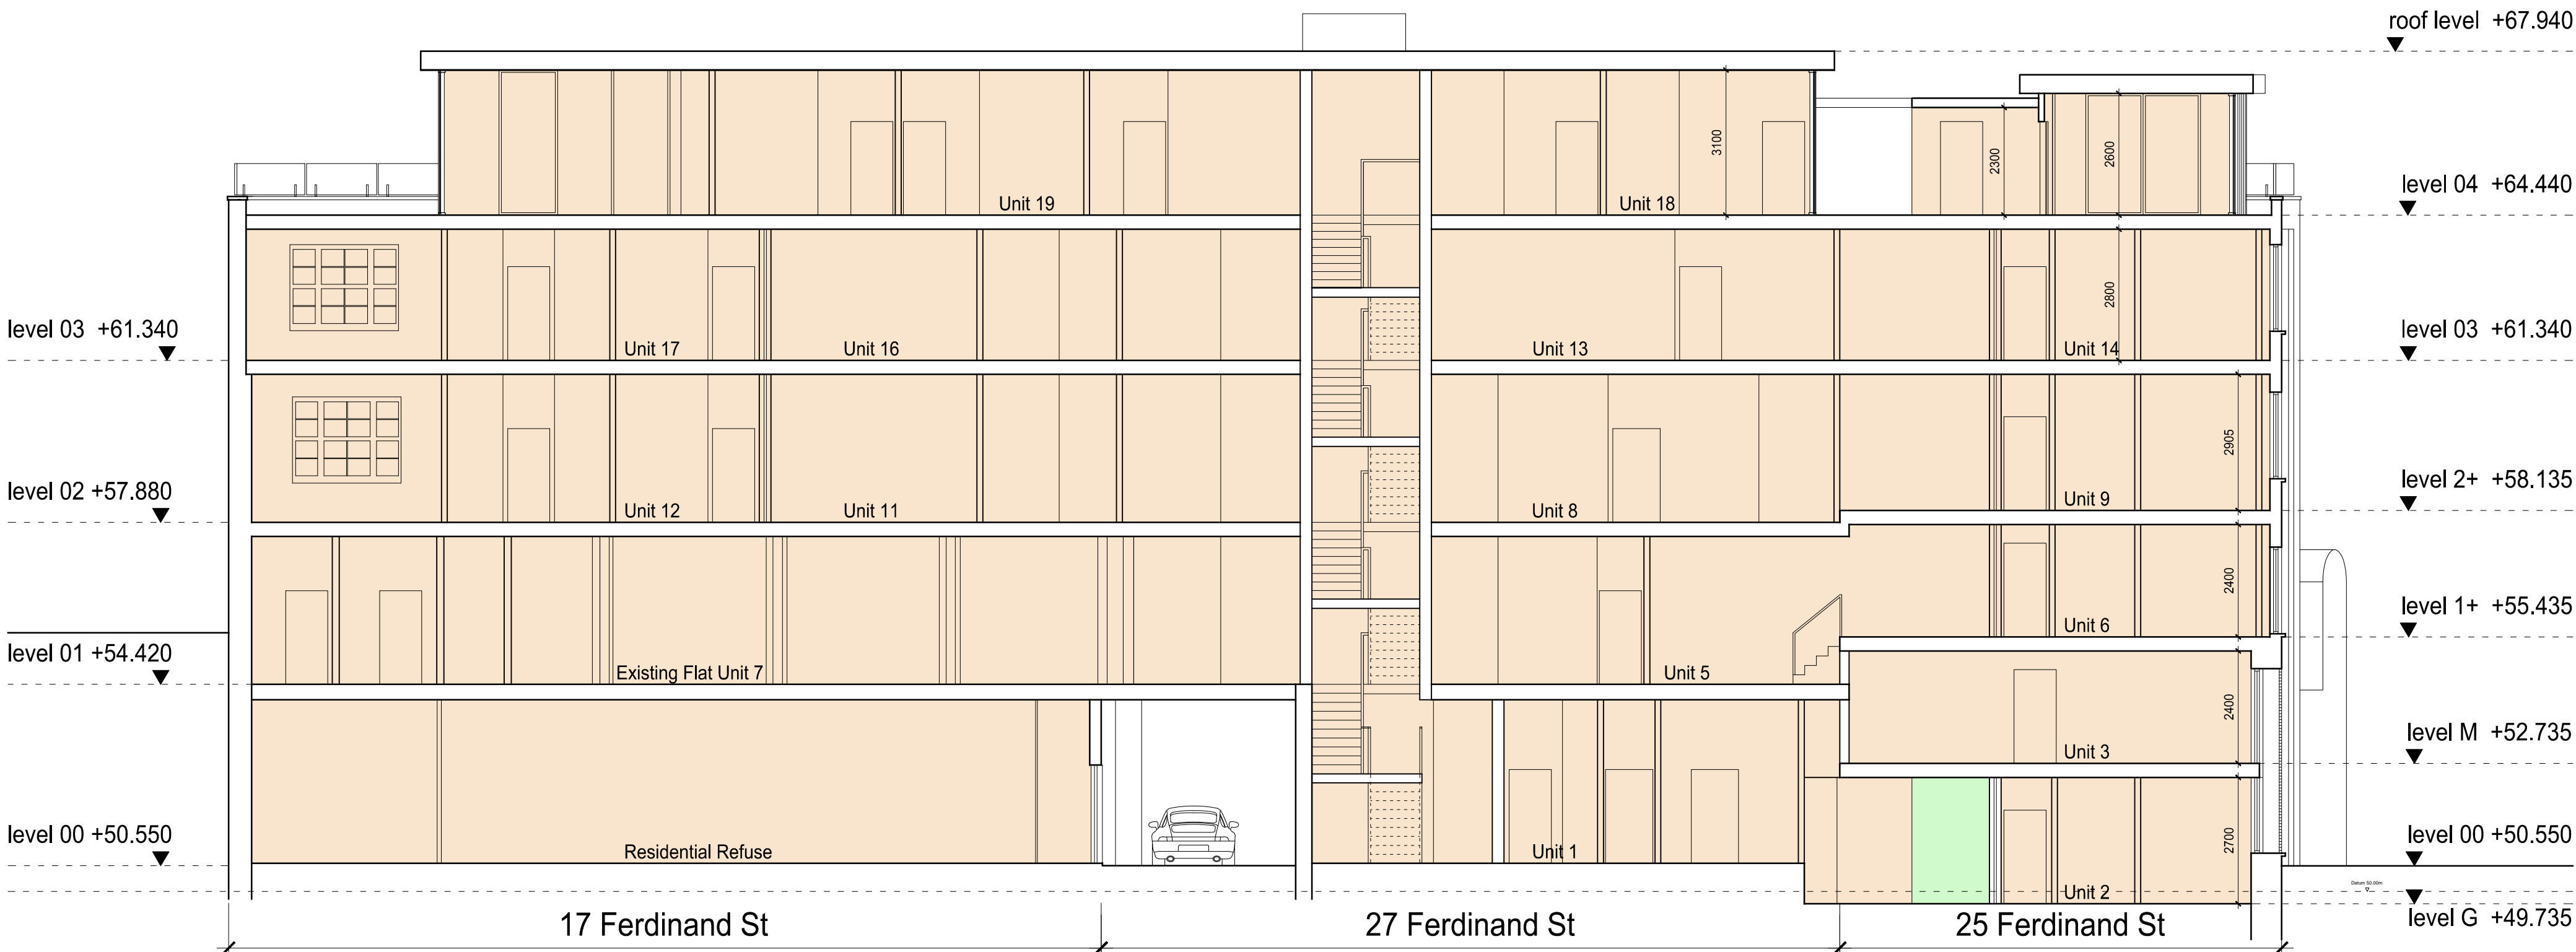 roof level +67.940
3100
2300
2600
Unit 19
Unit 18
level 04 +64.440
2800
level 03 +61.340
Unit 17
Unit 16
Unit 13
Unit 14
level 03 +61.340
2905
level 02 +57.880
Unit 12
Unit 11
Unit 8
Unit 9
level 2+ +58.135
2400
level 1+ +55.435
Unit 6
level 01 +54.420
Existing Flat Unit 7
Unit 5
2400
level M +52.735
Unit 3
level 00 +50.550
Residential Refuse
Unit 1
2700
level 00 +50.550
Datum 50.00m
Unit 2
level G +49.735
17 Ferdinand St
27 Ferdinand St
25 Ferdinand St